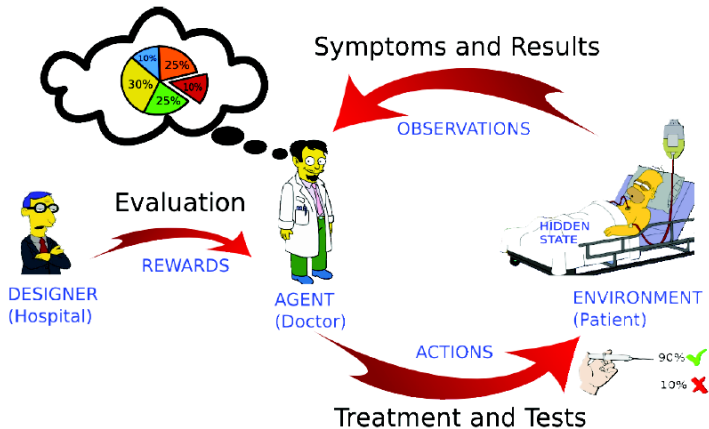 Symptoms and Results
10%
25%
10%
30%
25%
OBSERVATIONS
Evaluation
REWARDS
HIDDEN
STATE
DESIGNER
(Hospital)
AGENT
(Doctor)
ENVIRONMENT
(Patient)
ACTIONS
90%
10%
Treatment and Tests